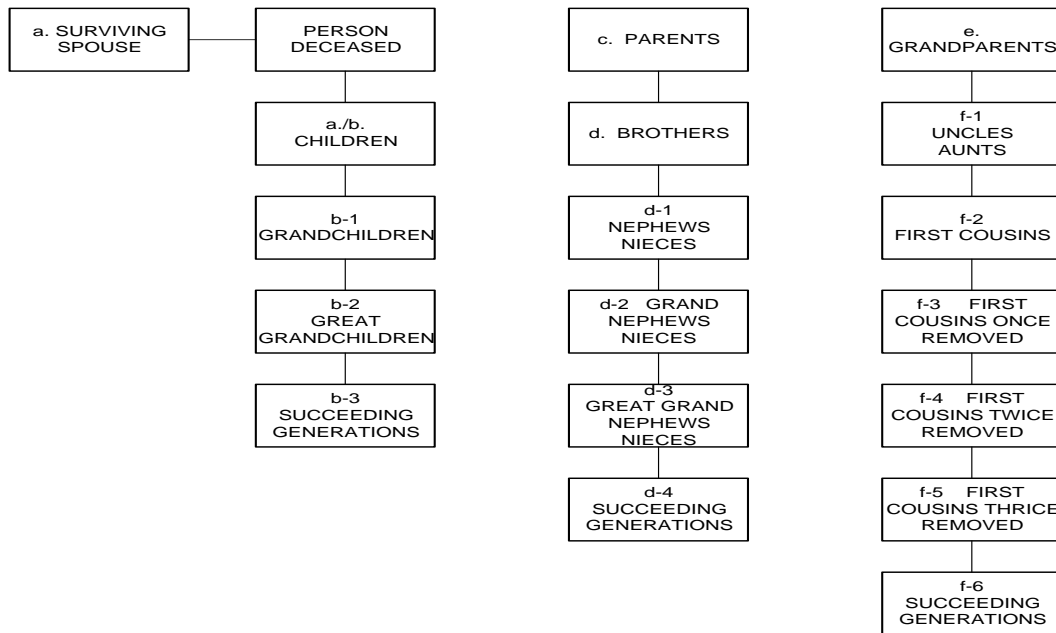 a. SURVIVING
SPOUSE
PERSON
DECEASED
a./b.
CHILDREN
b-1
GRANDCHILDREN
b-2
GREAT
GRANDCHILDREN
b-3
SUCCEEDING
GENERATIONS
c. PARENTS
d. BROTHERS
d-1
NEPHEWS
NIECES
d-2 GRAND
NEPHEWS
NIECES
d-3
GREAT GRAND
NEPHEWS
NIECES
d-4
SUCCEEDING
GENERATIONS
e.
GRANDPARENTS
f-1
UNCLES
AUNTS
f-2
FIRST COUSINS
f-3 FIRST
COUSINS ONCE
REMOVED
f-4 FIRST
COUSINS TWICE
REMOVED
f-5 FIRST
COUSINS THRICE
REMOVED
f-6
SUCCEEDING
GENERATIONS